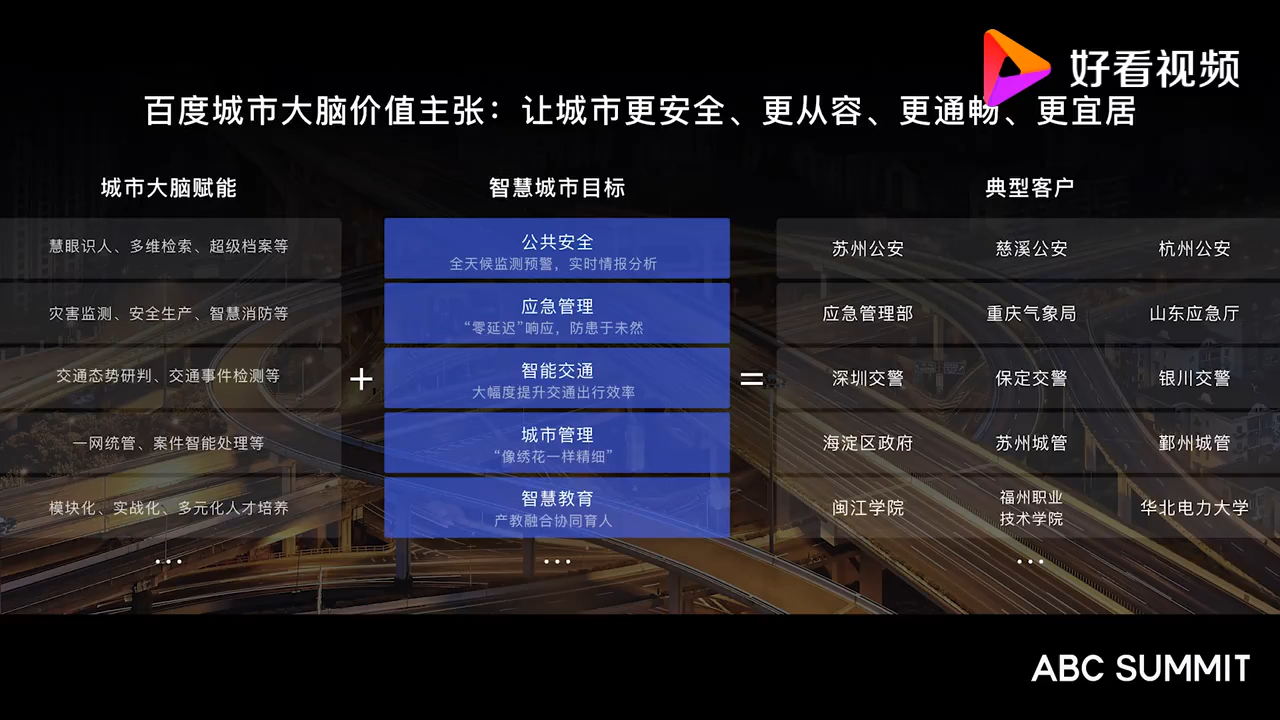 好看视频
百度城市大脑价值主张：让城市更安全、更从容、更通畅、更宜居
城市大脑赋能
智慧城市目标
典型客户
慧眼识人、多维检索、超级档案等
公共安全
全天候监测预警，实时情报分析
苏州公安
慈溪公安
杭州公安
灾害监测、安全生产、智慧消防等
应急管理
“零延迟”响应，防患于未然
应急管理部
重庆气象局
山东应急厅
交通态势研判、交通事件检测等
+
智能交通
大幅度提升交通出行效率
=
深圳交警
保定交警
银川交警
一网统管、案件智能处理等
城市管理
“像绣花一样精细”
海淀区政府
苏州城管
鄞州城管
模块化、实战化、多元化人才培养
智慧教育
产教融合协同育人
闽江学院
福州职业
技术学院
华北电力大学
...
...
...
ABC SUMMIT